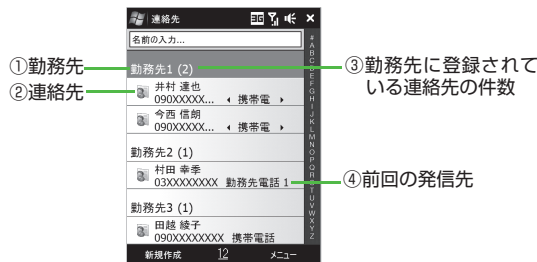 連絡先
3G
名前の入力...
勤務先1 (2)
井村 達也
090XXXXX... 携帯電
今西 信朗
090XXXXX... 携帯電
勤務先2 (1)
村田 幸季
03XXXXXXXX 勤務先電話 1
勤務先3 (1)
田越 綾子
090XXXXXXXX 携帯電話
新規作成 12 メニュー
#
A
B
C
D
E
F
G
H
I
J
K
L
M
N
O
P
Q
R
S
T
U
V
W
X
Y
Z
①勤務先
②連絡先
③勤務先に登録されて
いる連絡先の件数
④前回の発信先